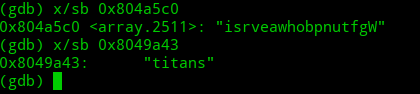 (gdb) x/sb 0x804a5c0
0x804a5c0 <array.2511>: "isrveawhobpnutfgW"
(gdb) x/sb 0x8049a43
0x8049a43:      "titans"
(gdb)